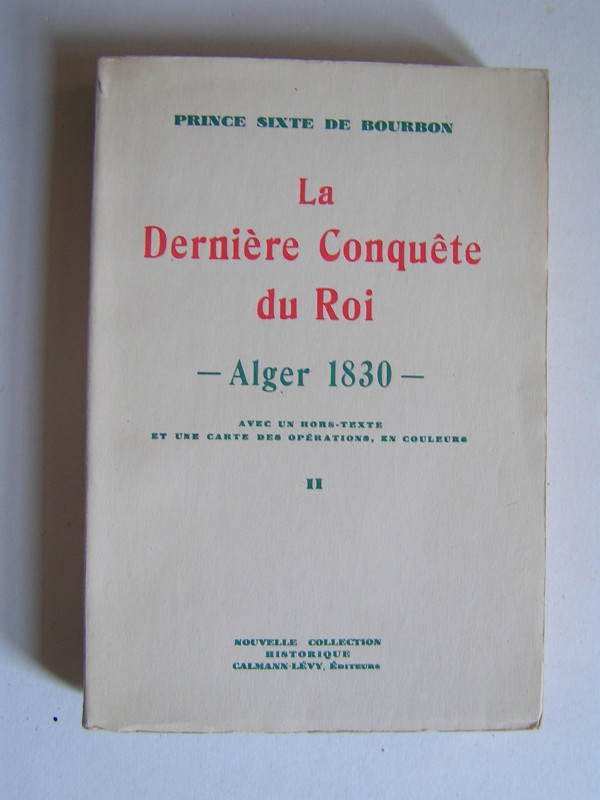 PRINCE SIXTE DE BOURBON
La
Dernière Conquête
du Roi
— Alger 1830 —
AVEC UN HORS-TEXTE
ET UNE CARTE DES OPÉRATIONS, EN COULEURS
II
NOUVELLE COLLECTION
HISTORIQUE
CALMANN-LÉVY, ÉDITEURS